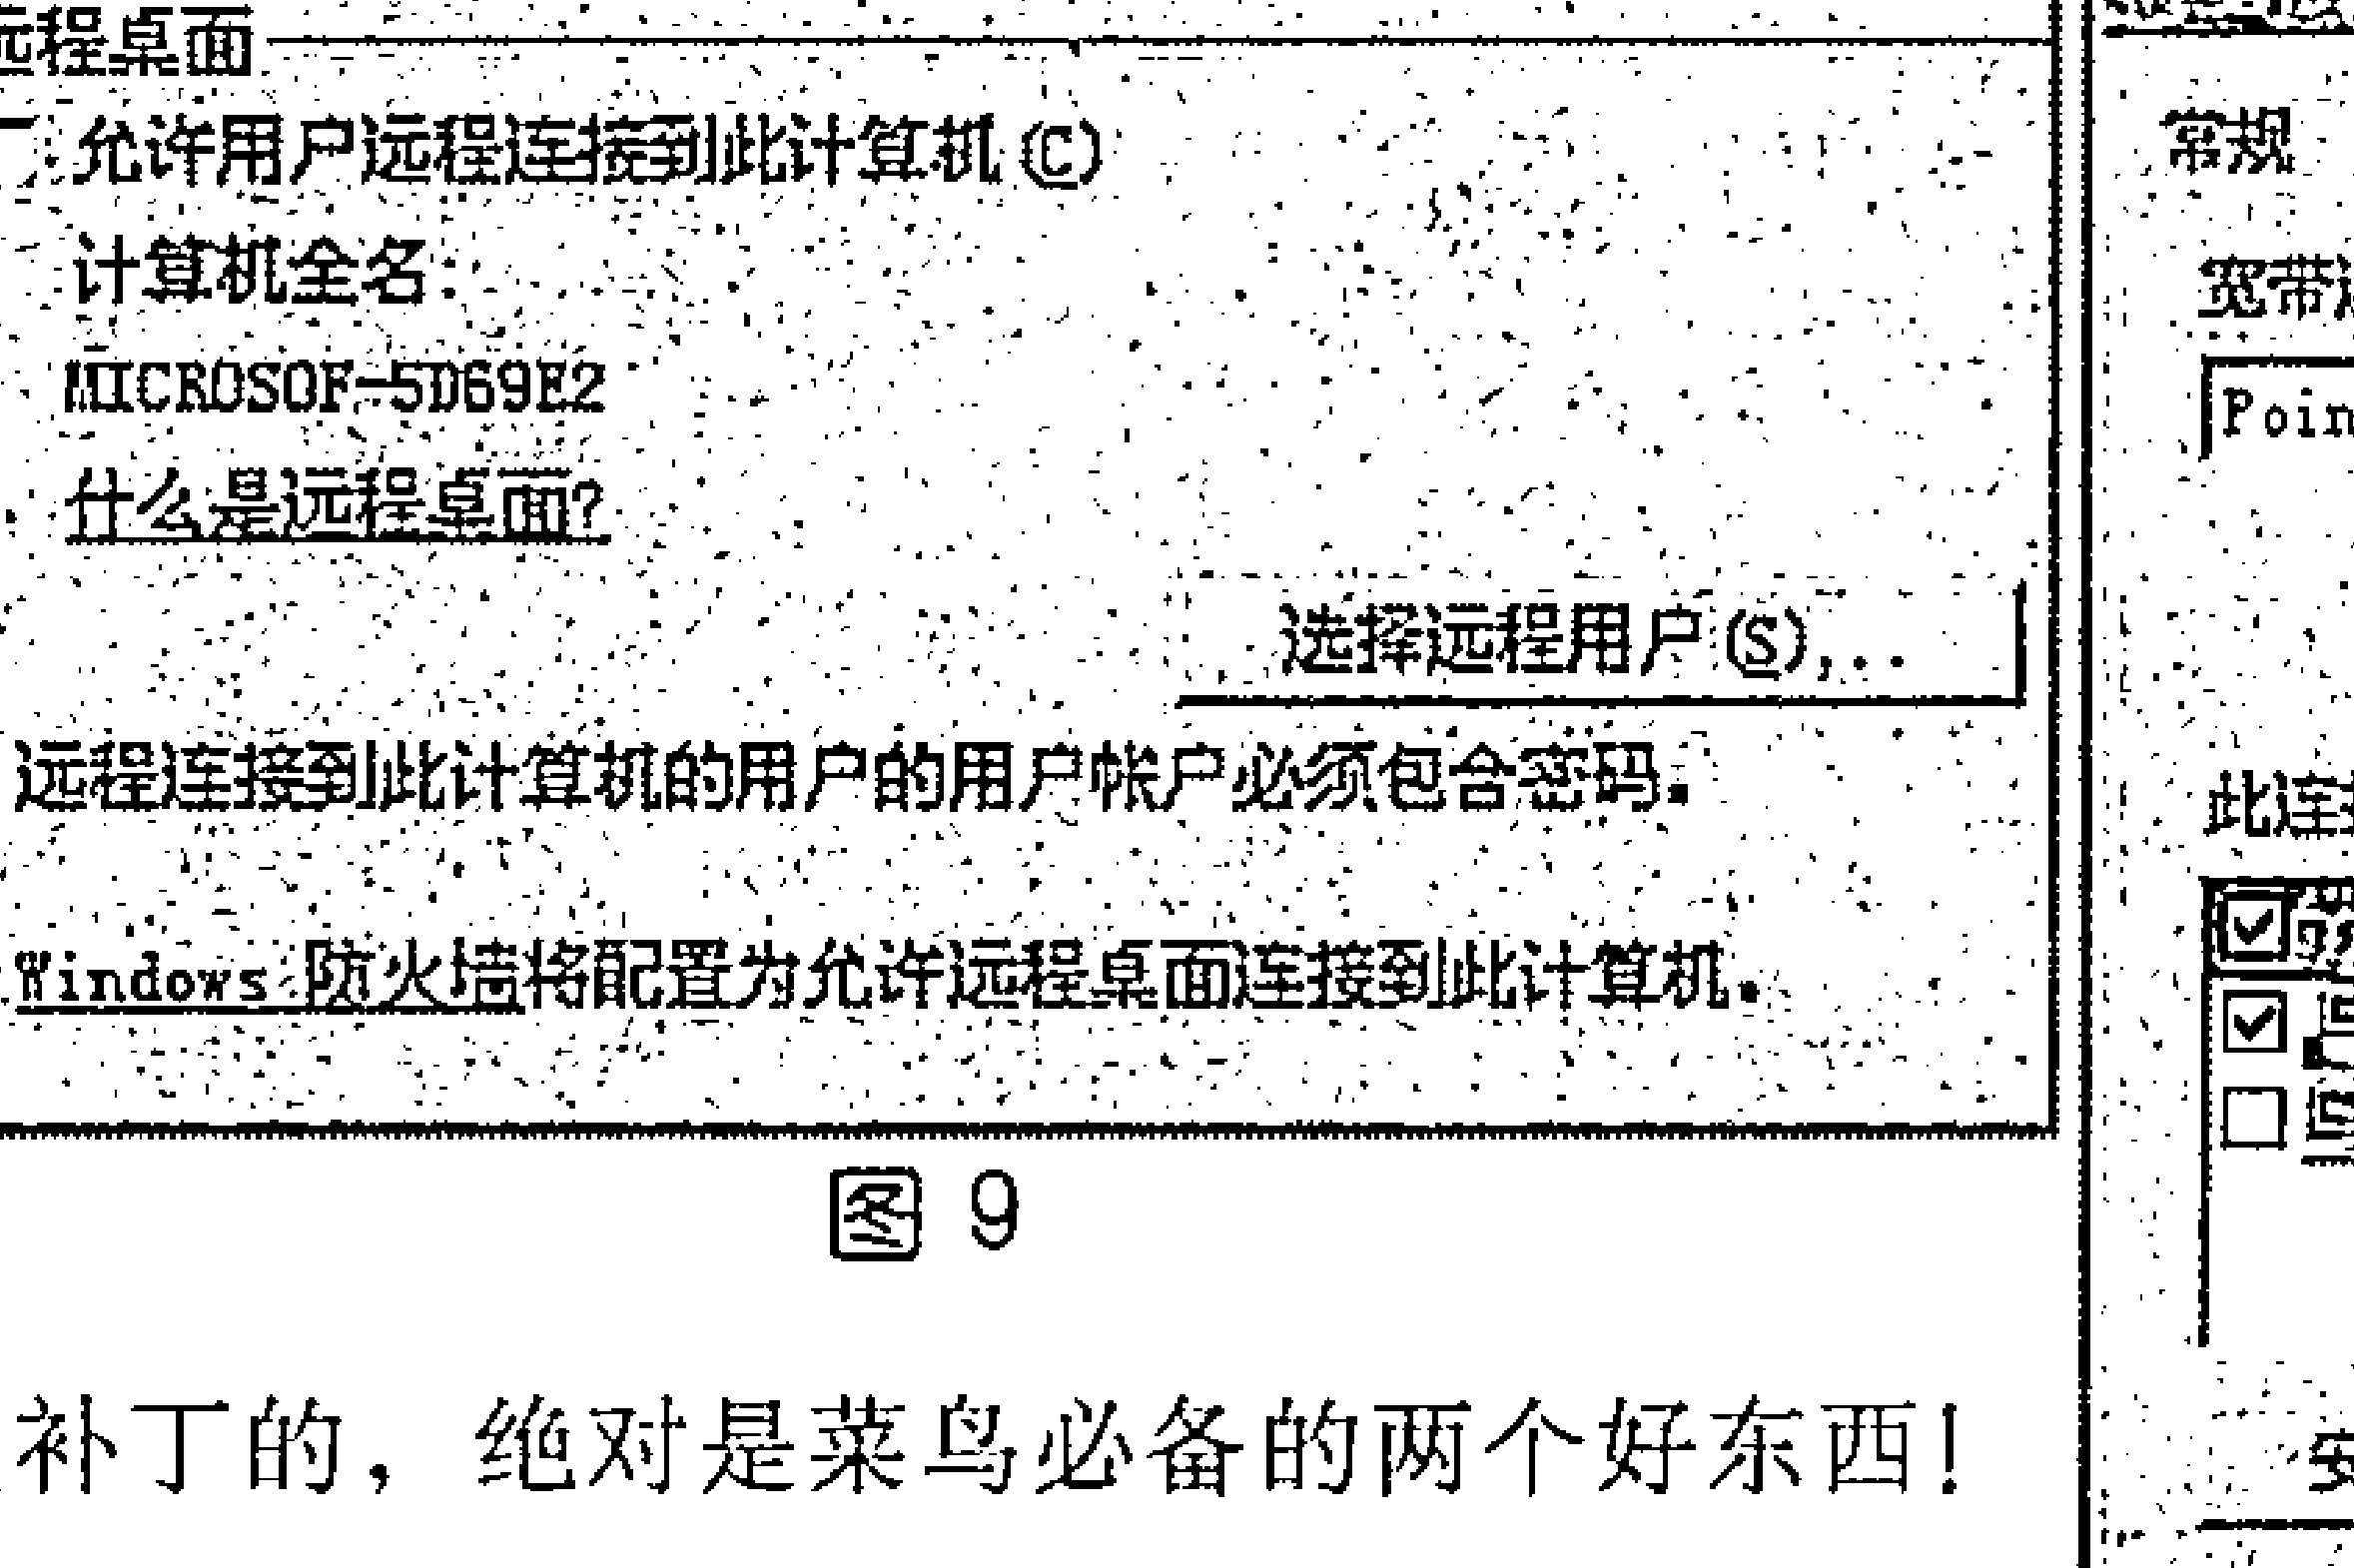 远程桌面
允许用户远程连接到此计算机(C)
计算机全名:
MICROSOF-5D69E2
什么是远程桌面?
选择远程用户(S)...
远程连接到此计算机的用户的用户帐户必须包含密码。
Windows 防火墙将配置为允许远程桌面连接到此计算机。
图 9
补丁的，绝对是菜鸟必备的两个好东西！
常规
宽带
Poin
此连
安